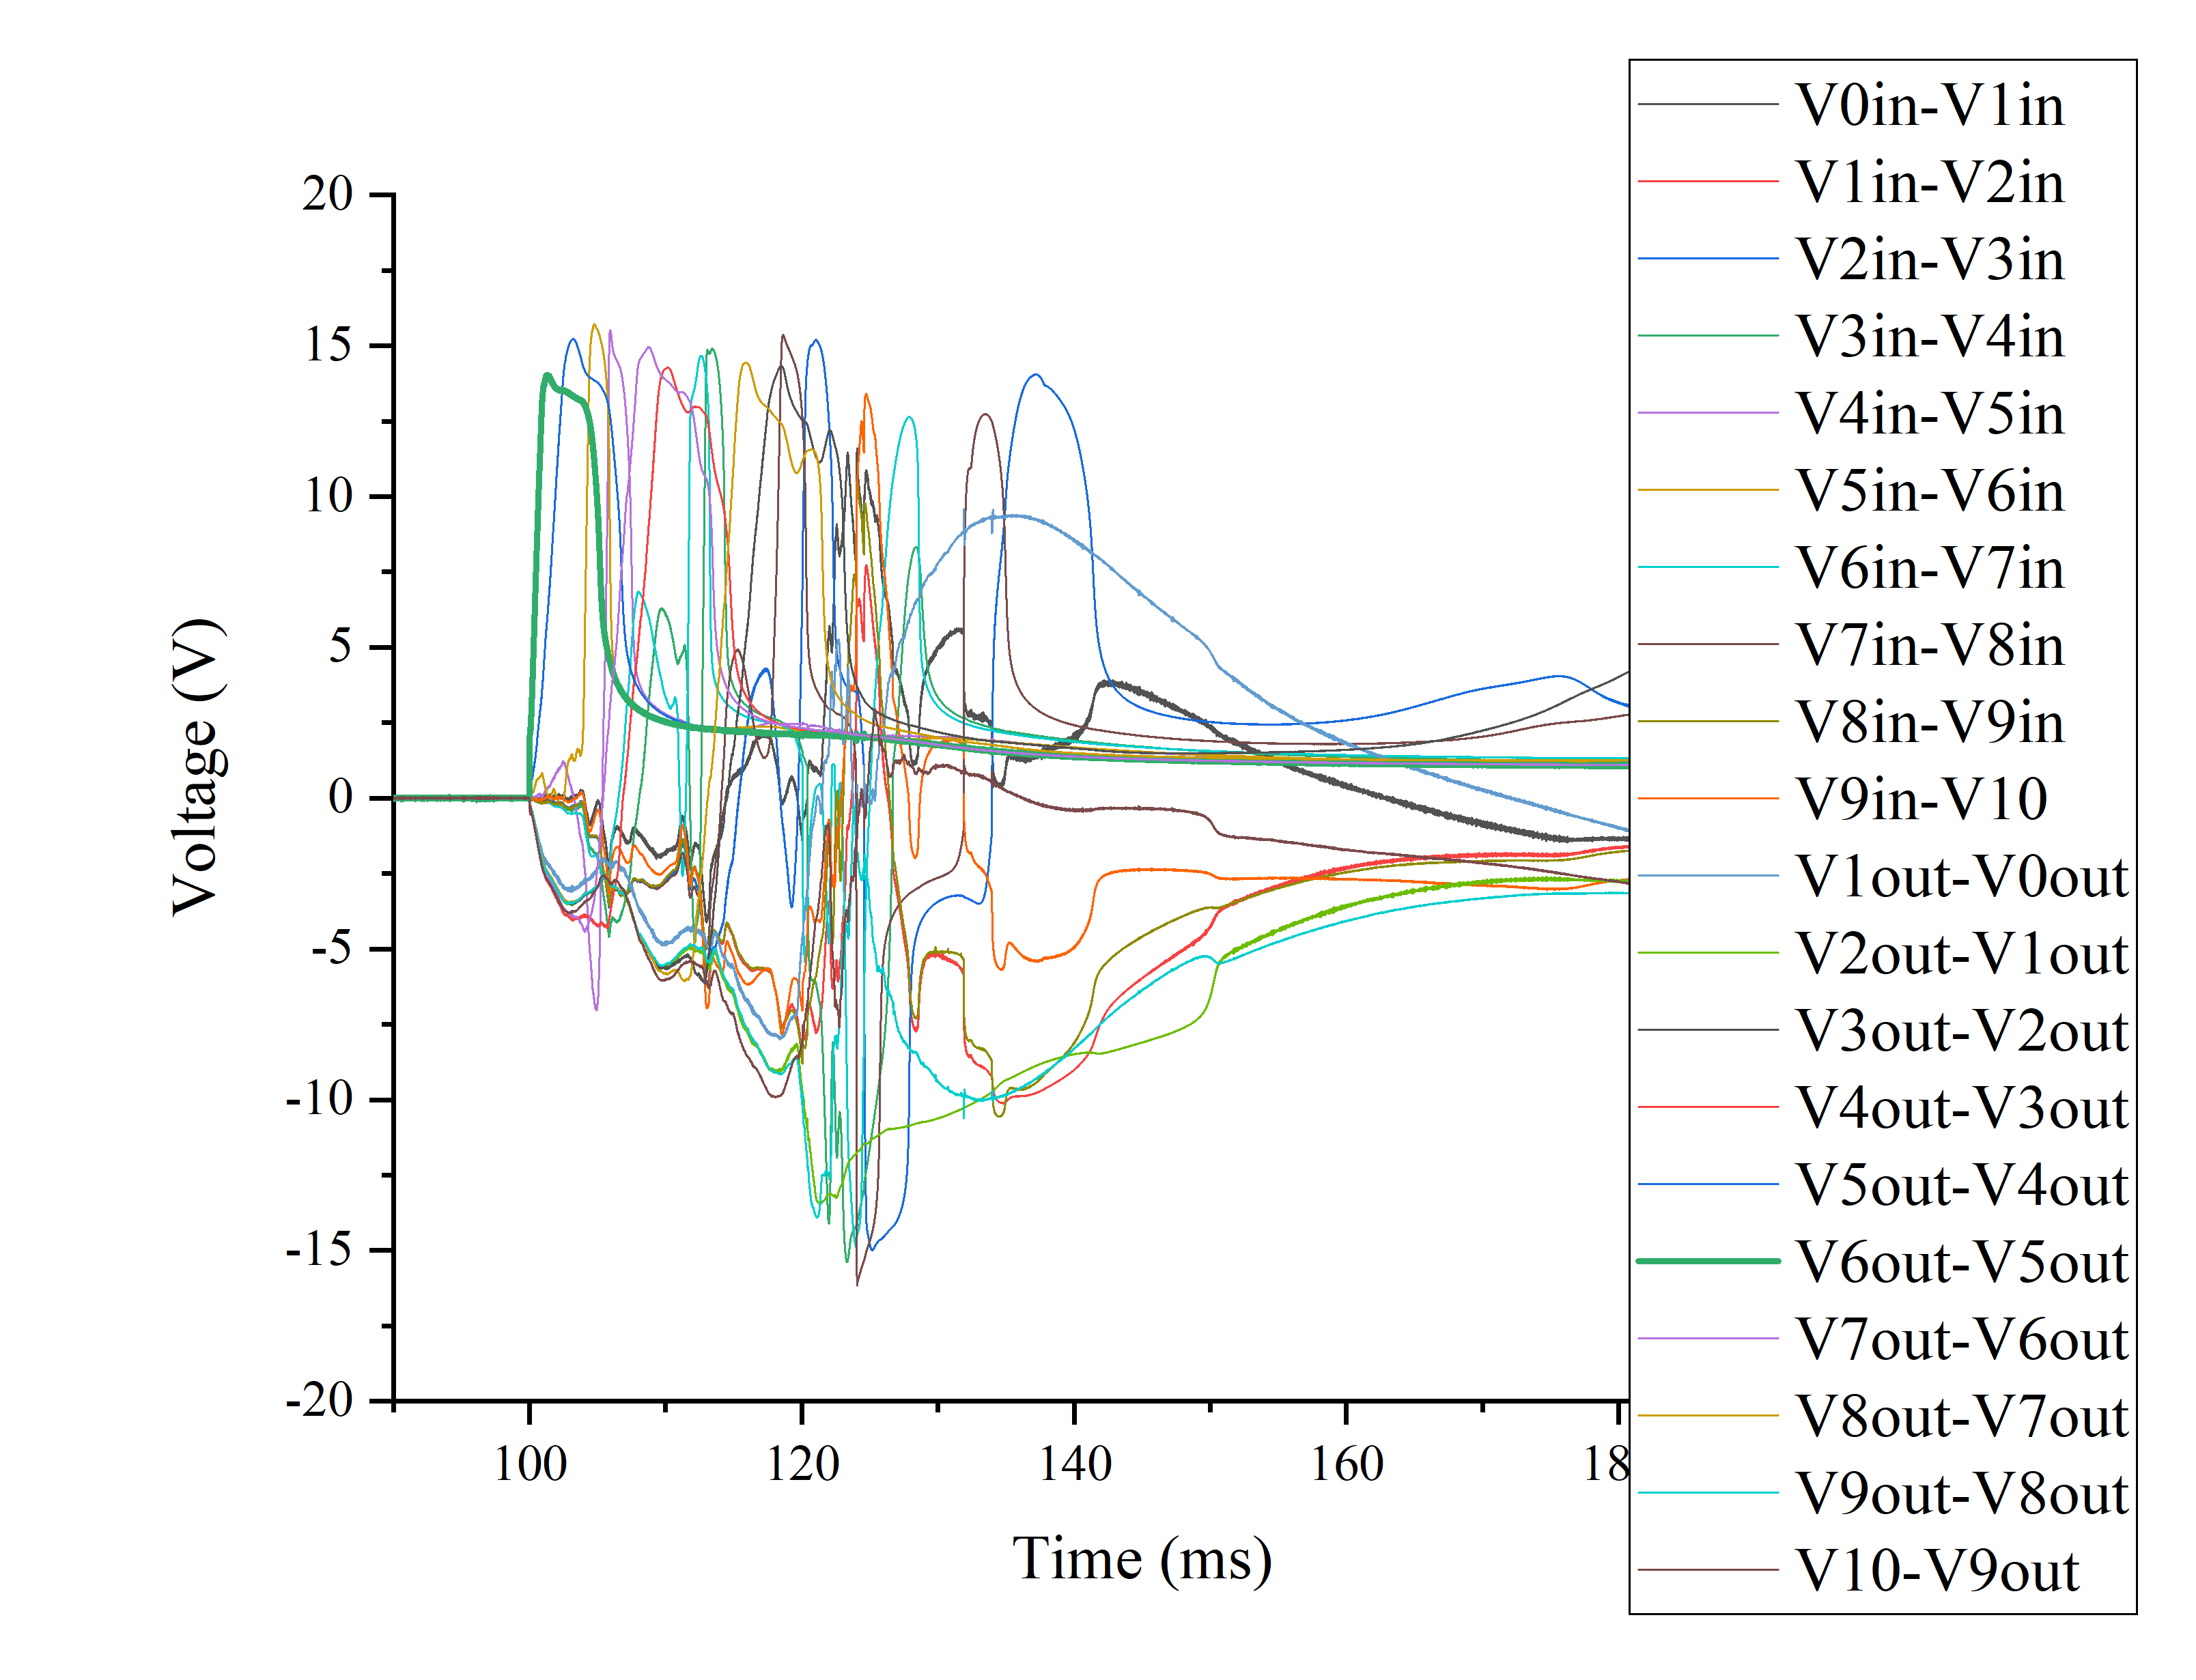 Voltage (V)
20
15
10
5
0
-5
-10
-15
-20
100 120 140 160 18
Time (ms)
V0in-V1in
V1in-V2in
V2in-V3in
V3in-V4in
V4in-V5in
V5in-V6in
V6in-V7in
V7in-V8in
V8in-V9in
V9in-V10
V1out-V0out
V2out-V1out
V3out-V2out
V4out-V3out
V5out-V4out
V6out-V5out
V7out-V6out
V8out-V7out
V9out-V8out
V10-V9out